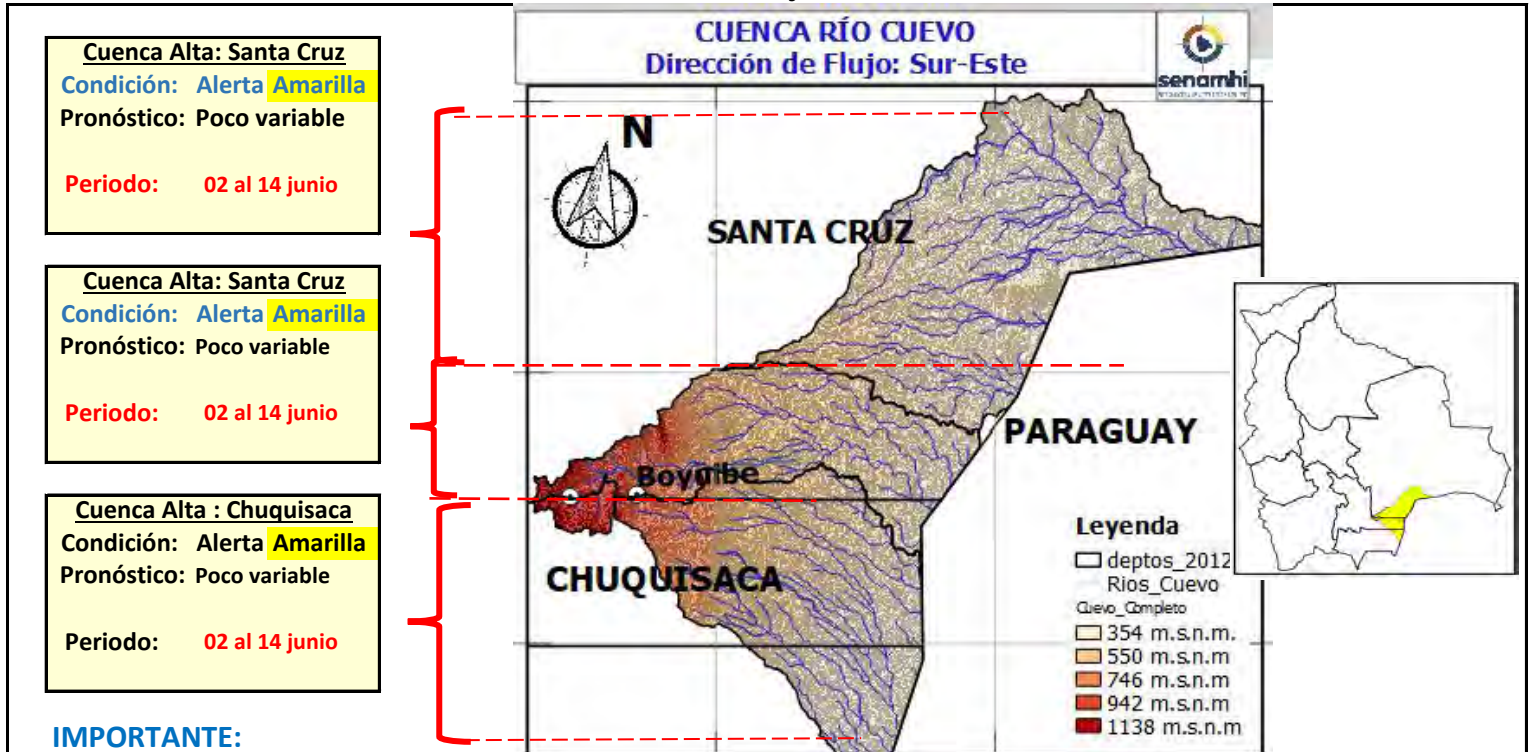 Cuenca Alta: Santa Cruz
Condición: Alerta Amarilla
Pronóstico: Poco variable
Periodo: 02 al 14 junio
Cuenca Alta: Santa Cruz
Condición: Alerta Amarilla
Pronóstico: Poco variable
Periodo: 02 al 14 junio
Cuenca Alta : Chuquisaca
Condición: Alerta Amarilla
Pronóstico: Poco variable
Periodo: 02 al 14 junio
IMPORTANTE:
CUENCA RÍO CUEVO
Dirección de Flujo: Sur-Este
senamhi
N
SANTA CRUZ
PARAGUAY
Boyuibe
CHUQUISACA
Leyenda
deptos_2012
Rios_Cuevo
Cuevo_Completo
354 m.s.n.m.
550 m.s.n.m
746 m.s.n.m
942 m.s.n.m
1138 m.s.n.m